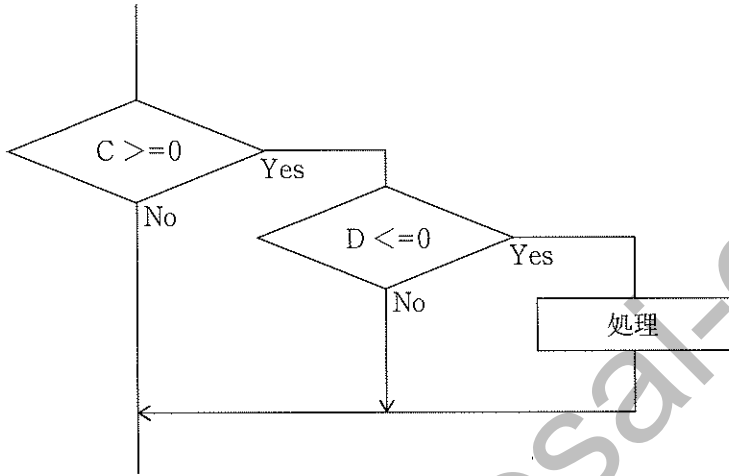 C >=0
Yes
No
D <=0
Yes
No
処理